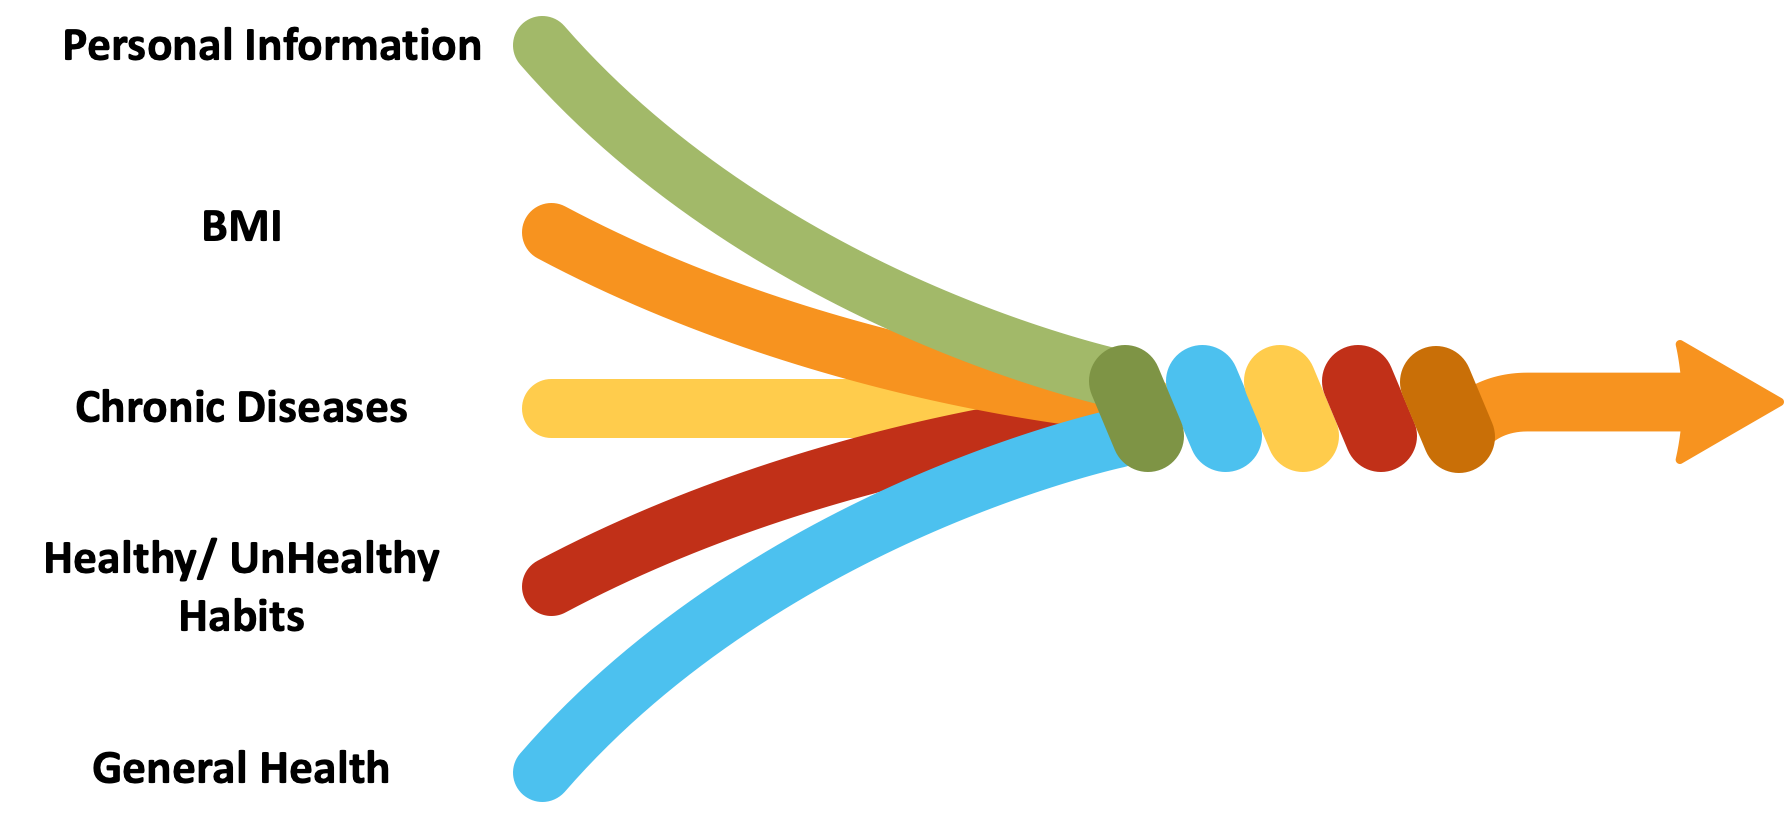 Personal Information
BMI
Chronic Diseases
Healthy/ UnHealthy
Habits
General Health